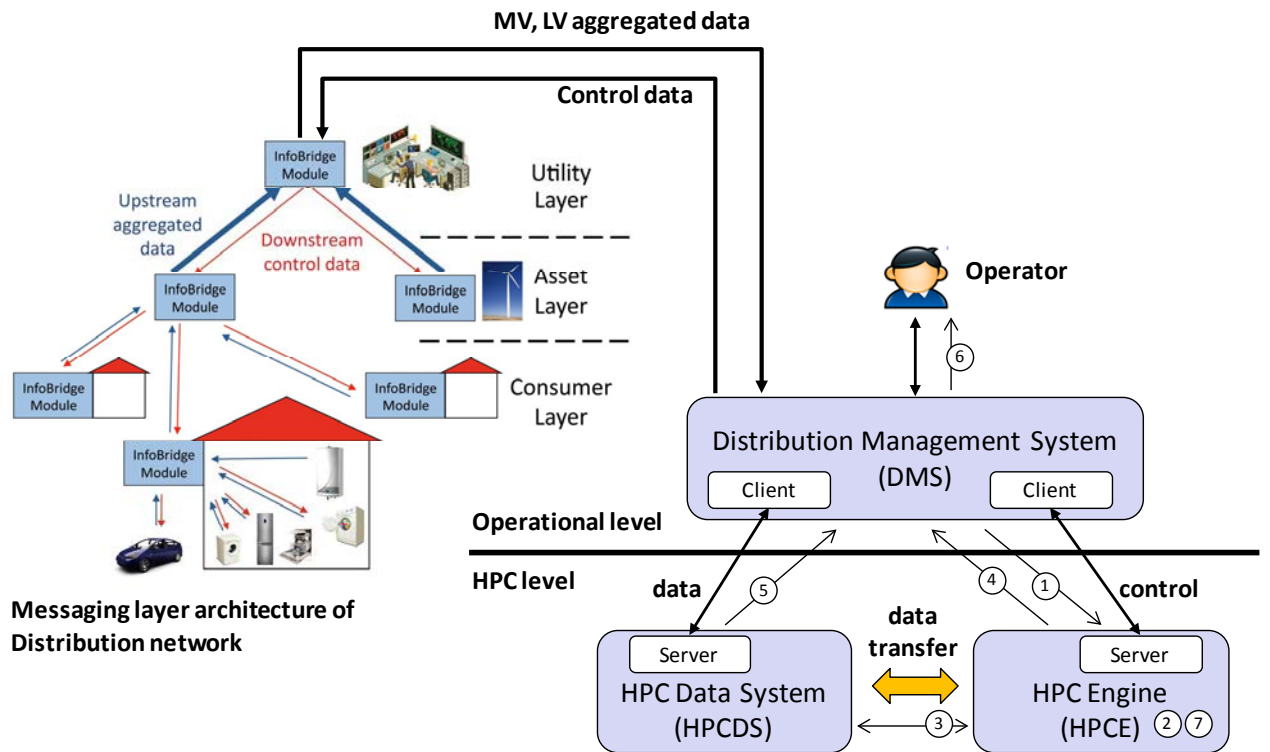 MV, LV aggregated data
Control data
InfoBridge
Module
Utility
Layer
Upstream
aggregated
data
Downstream
control data
InfoBridge
Module
InfoBridge
Module
Asset
Layer
InfoBridge
Module
InfoBridge
Module
Consumer
Layer
InfoBridge
Module
Messaging layer architecture of
Distribution network
Operator
6
Distribution Management System
(DMS)
Client
Client
Operational level
HPC level
data
5
4
1
control
data
transfer
Server
HPC Data System
(HPCDS)
3
Server
HPC Engine
(HPCE)
2
7